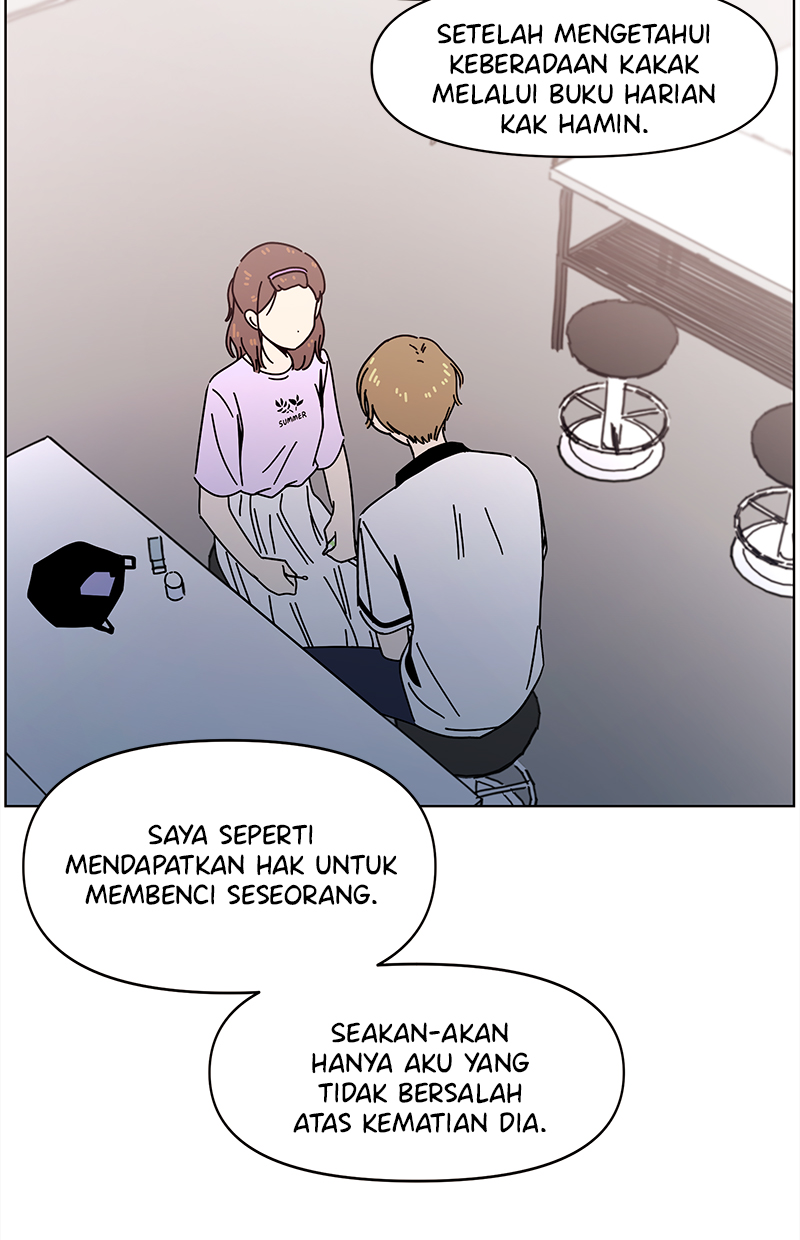 SETELAH MENGETAHUI
KEBERADAAN KAKAK
MELALUI BUKU HARIAN
KAK HAMIN.
SUMMER
SAYA SEPERTI
MENDAPATKAN HAK UNTUK
MEMBENCI SESEORANG.
SEAKAN-AKAN
HANYA AKU YANG
TIDAK BERSALAH
ATAS KEMATIAN DIA.